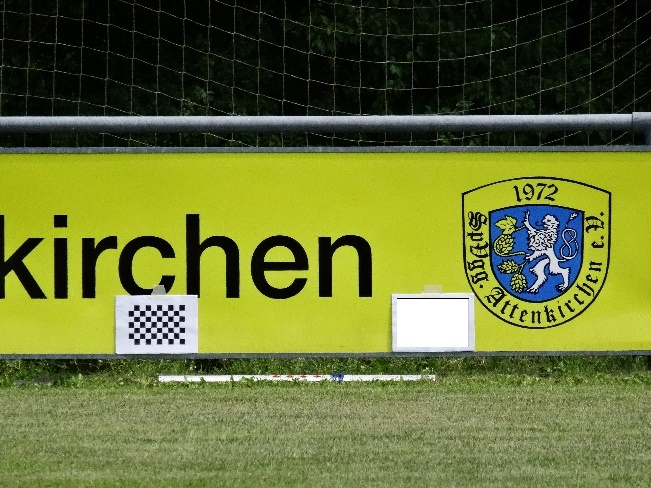 kirchen
1972
SpVgg. Attenkirchen e.V.